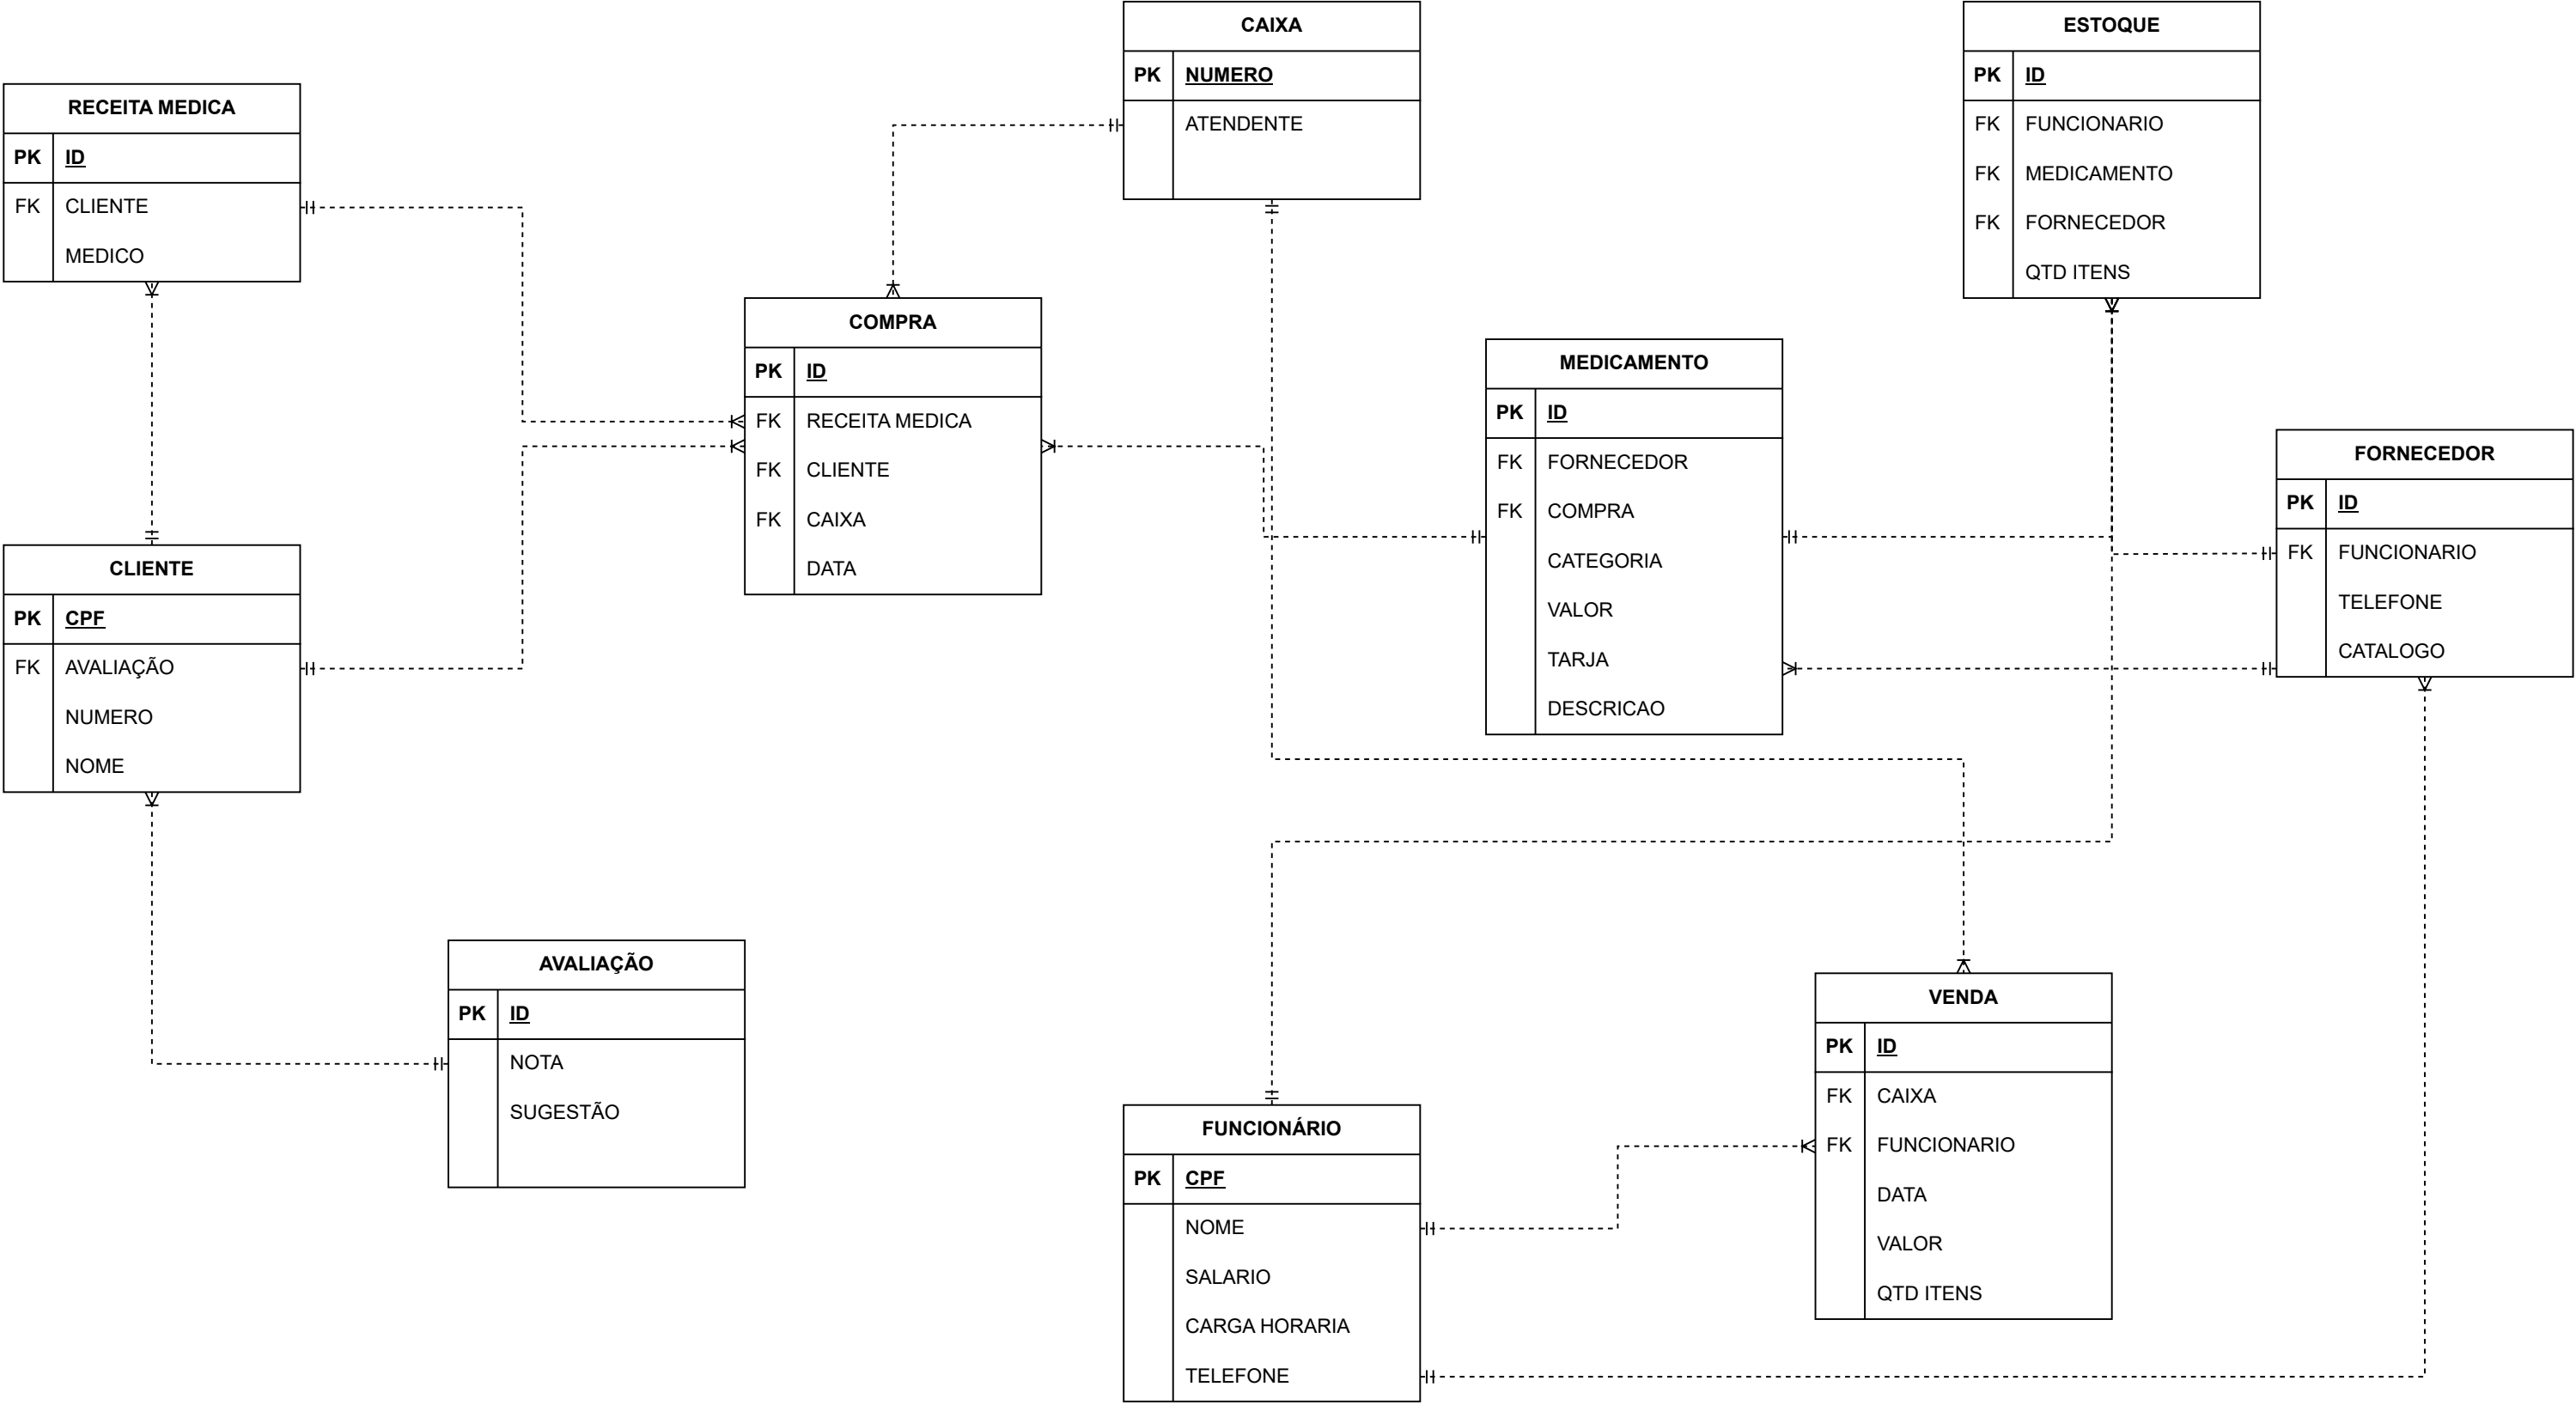 CAIXA
PK NUMERO
ATENDENTE
ESTOQUE
PK ID
FK FUNCIONARIO
FK MEDICAMENTO
FK FORNECEDOR
QTD ITENS
RECEITA MEDICA
PK ID
FK CLIENTE
MEDICO
COMPRA
PK ID
FK RECEITA MEDICA
FK CLIENTE
FK CAIXA
DATA
MEDICAMENTO
PK ID
FK FORNECEDOR
FK COMPRA
CATEGORIA
VALOR
TARJA
DESCRICAO
FORNECEDOR
PK ID
FK FUNCIONARIO
TELEFONE
CATALOGO
CLIENTE
PK CPF
FK AVALIAÇÃO
NUMERO
NOME
AVALIAÇÃO
PK ID
NOTA
SUGESTÃO
VENDA
PK ID
FK CAIXA
FK FUNCIONARIO
DATA
VALOR
QTD ITENS
FUNCIONÁRIO
PK CPF
NOME
SALARIO
CARGA HORARIA
TELEFONE